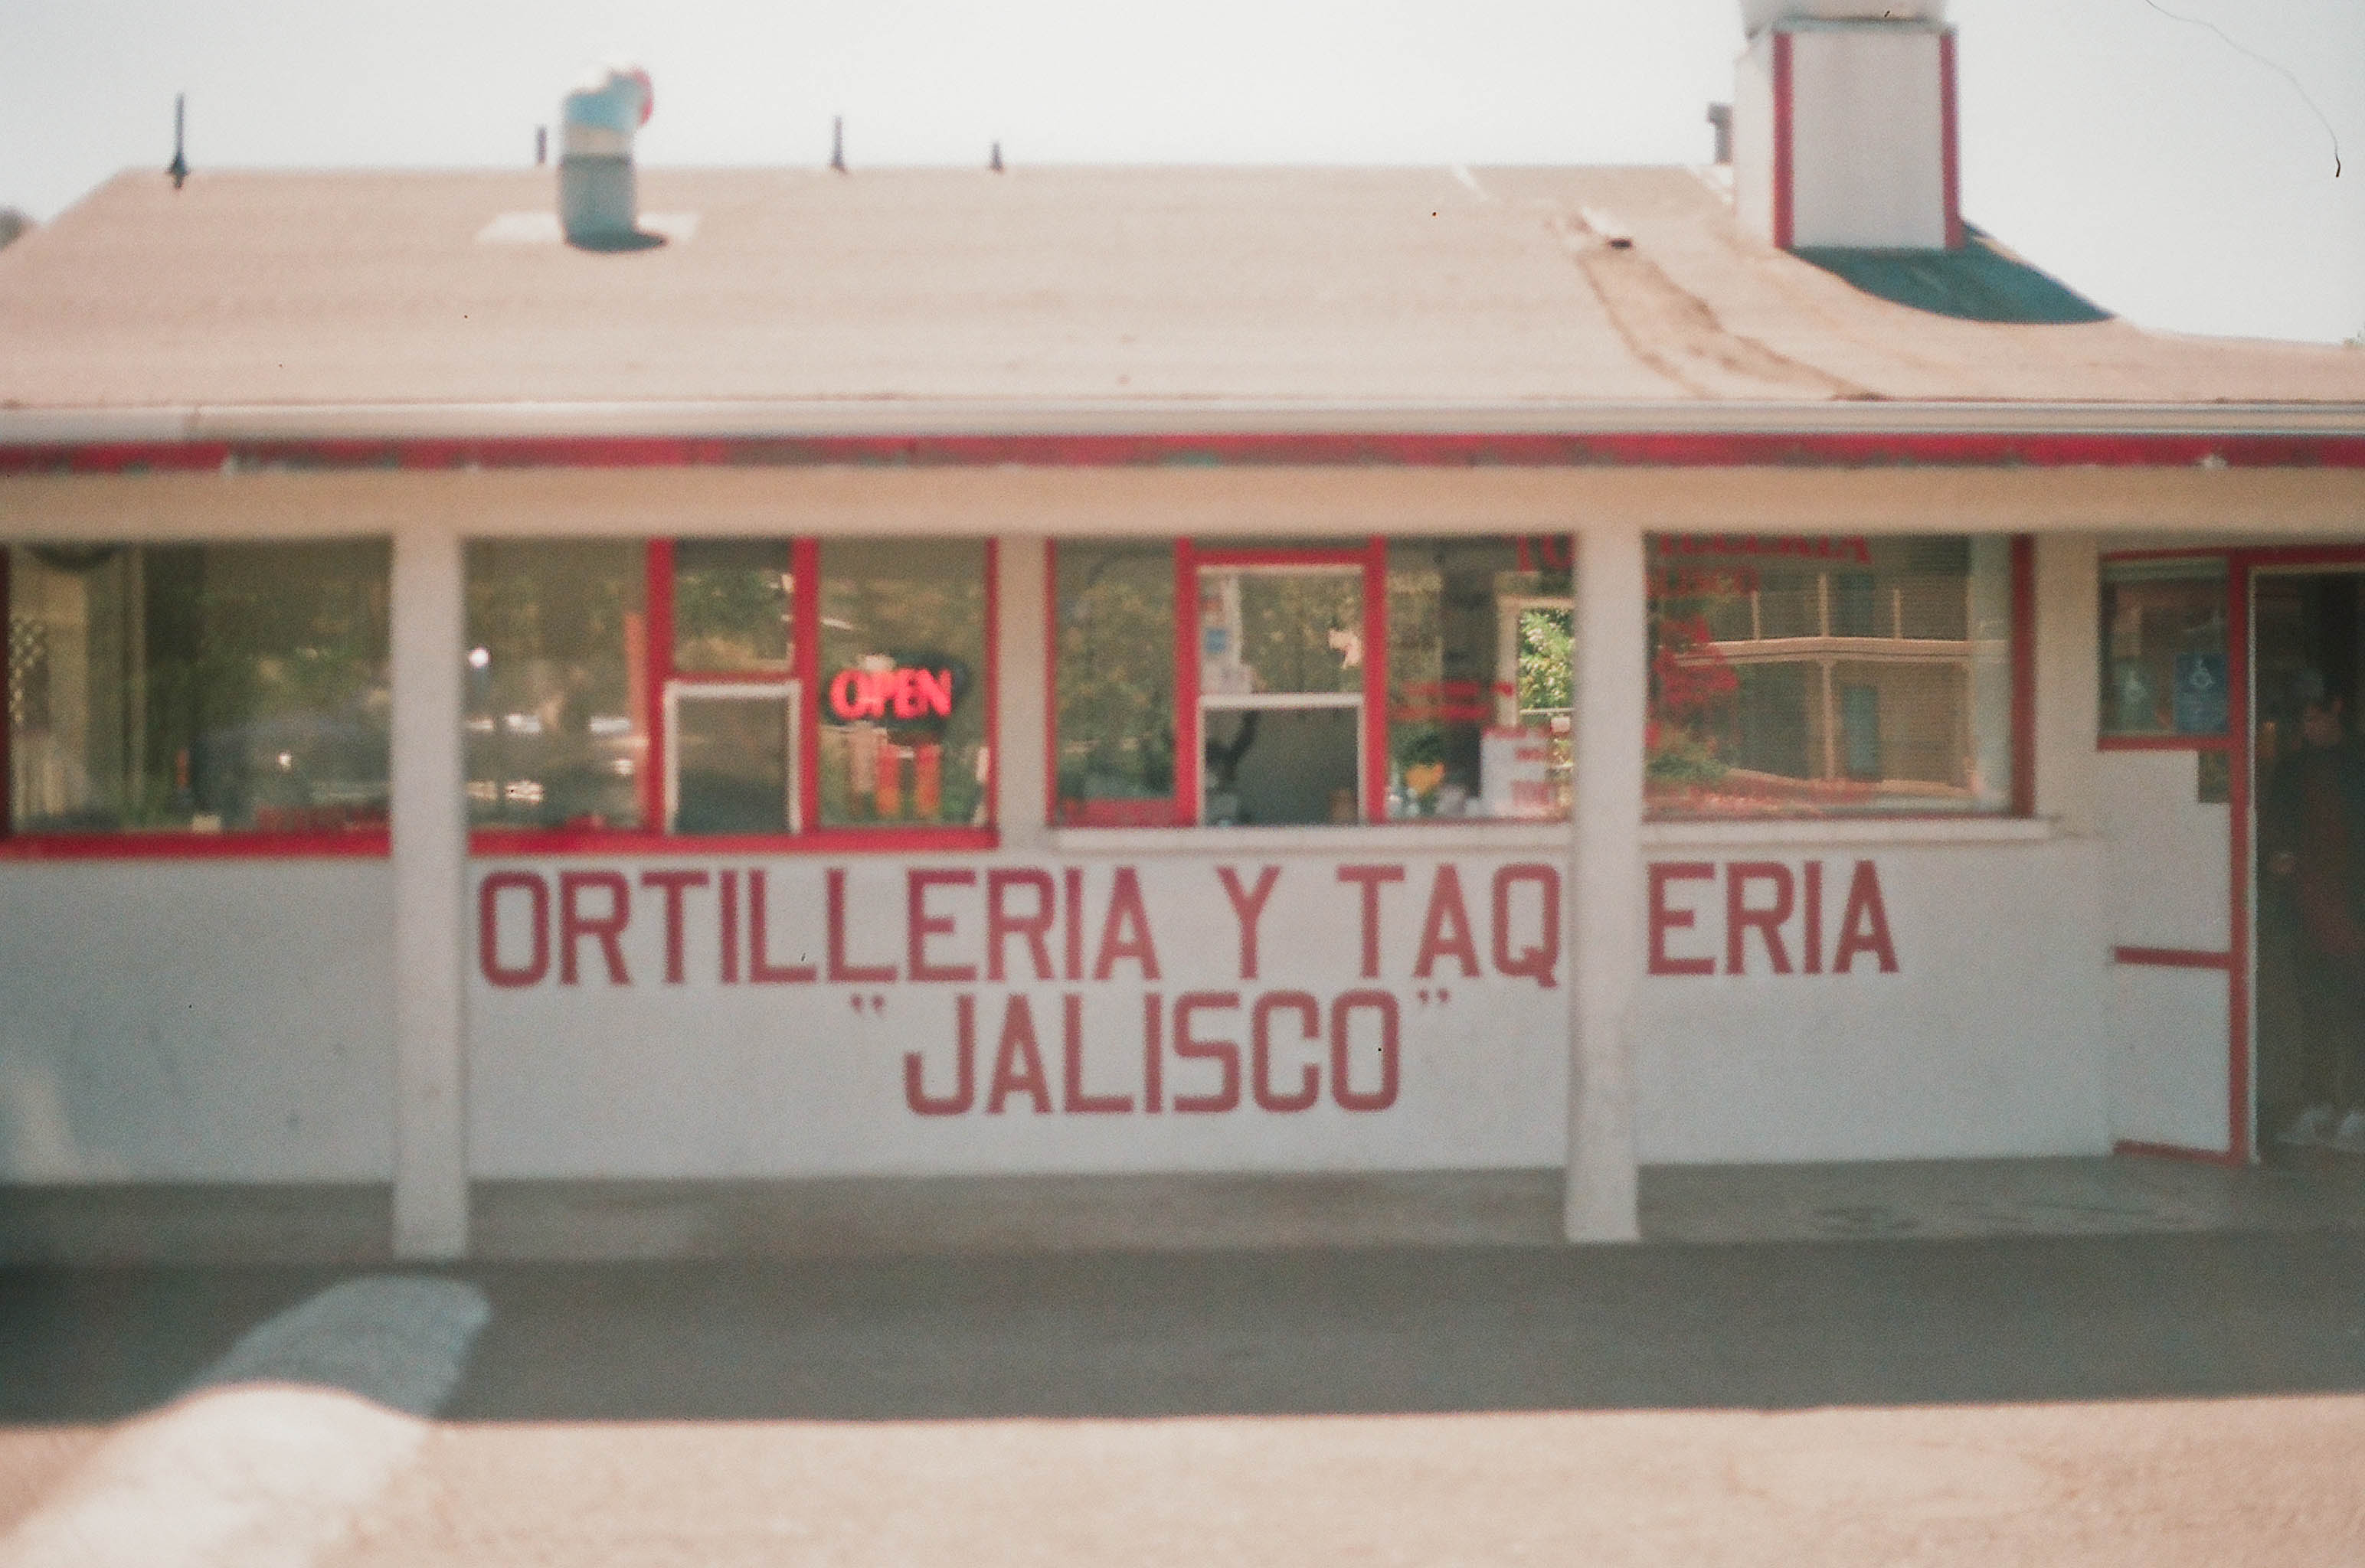 OPEN
ORTILLERIA Y TAQ ERIA
"JALISCO"